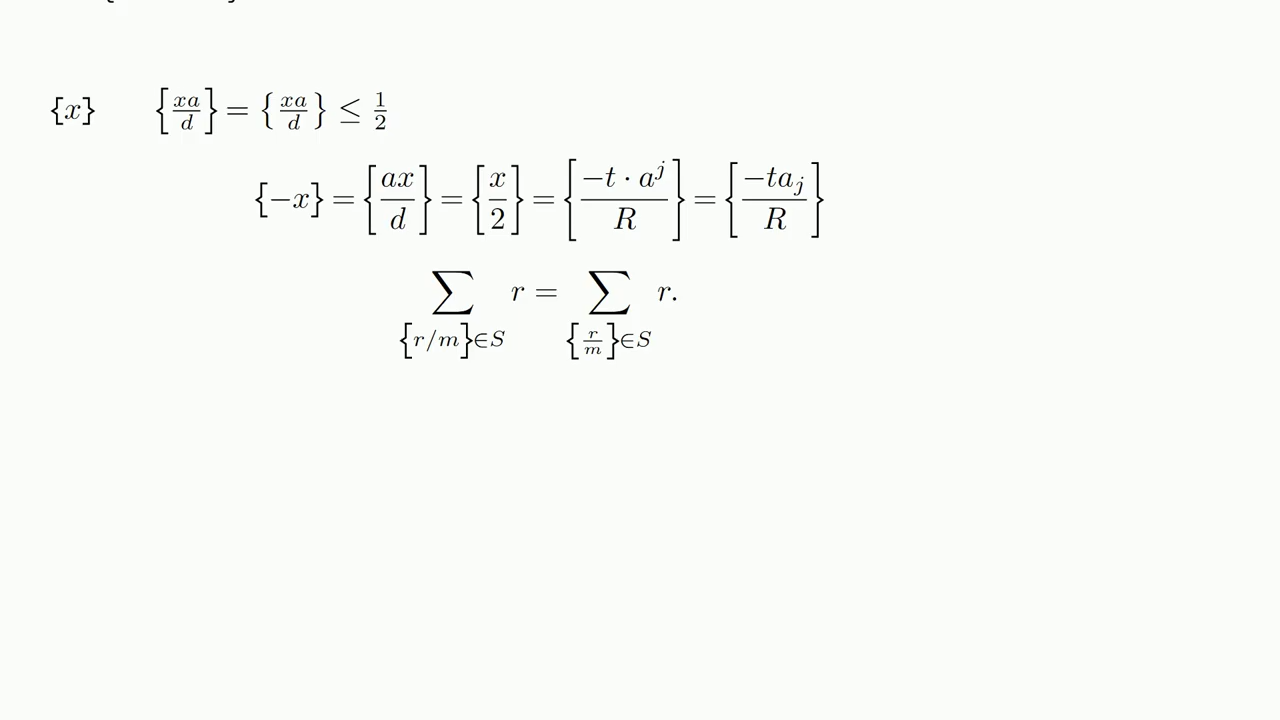 {x} {xa/d} = {xa/d} ≤ 1/2
{−x} = {ax/d} = {x/2} = {−t · a^j/R} = {−ta_j/R}
∑_{{r/m}∈S} r = ∑_{{r/m}∈S} r.